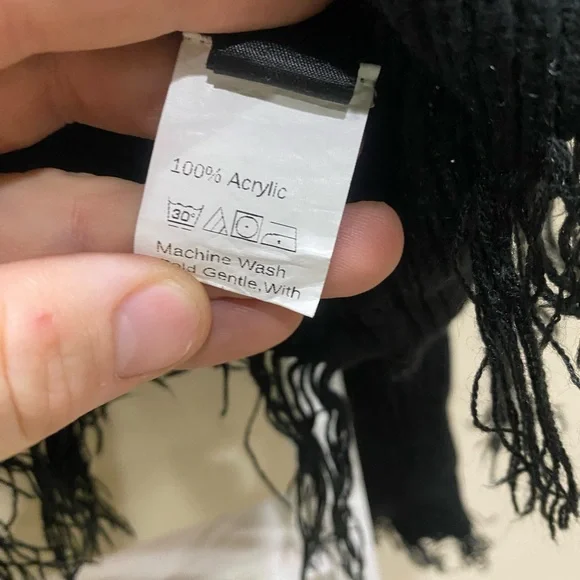 100% Acrylic
30°
Machine Wash
Gentle,With